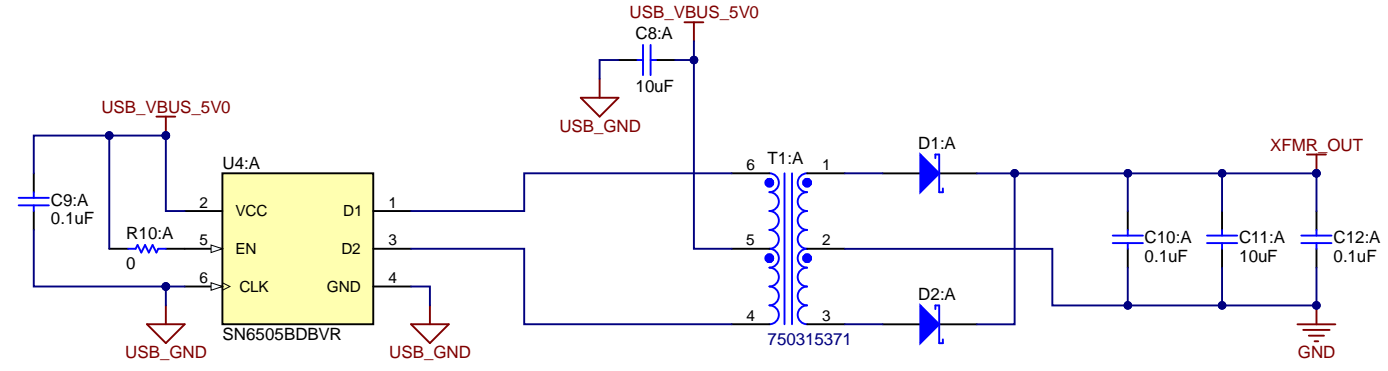 USB_VBUS_5V0
C8:A
10uF
USB_GND
USB_VBUS_5V0
C9:A
0.1uF
R10:A
0
U4:A
2
VCC
D1
1
5
EN
D2
3
6
CLK
GND
4
SN6505BDBVR
USB_GND
USB_GND
T1:A
6
1
5
2
4
3
750315371
D1:A
D2:A
XFMR_OUT
C10:A
0.1uF
C11:A
10uF
C12:A
0.1uF
GND